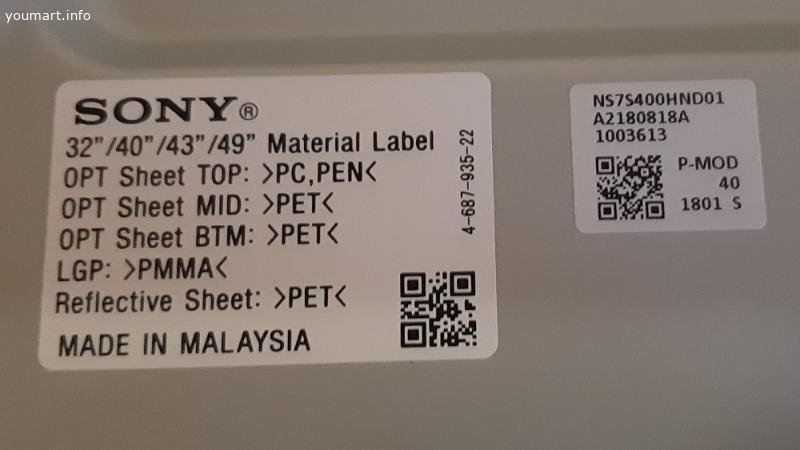 youmart.info
SONY®
32"/40"/43"/49" Material Label
OPT Sheet TOP: >PC,PEN<
OPT Sheet MID: >PET<
OPT Sheet BTM: >PET<
LGP: >PMMA<
Reflective Sheet: >PET<
MADE IN MALAYSIA
4-687-935-22
NS7S400HND01
A2180818A
1003613
P-MOD
40
1801 S